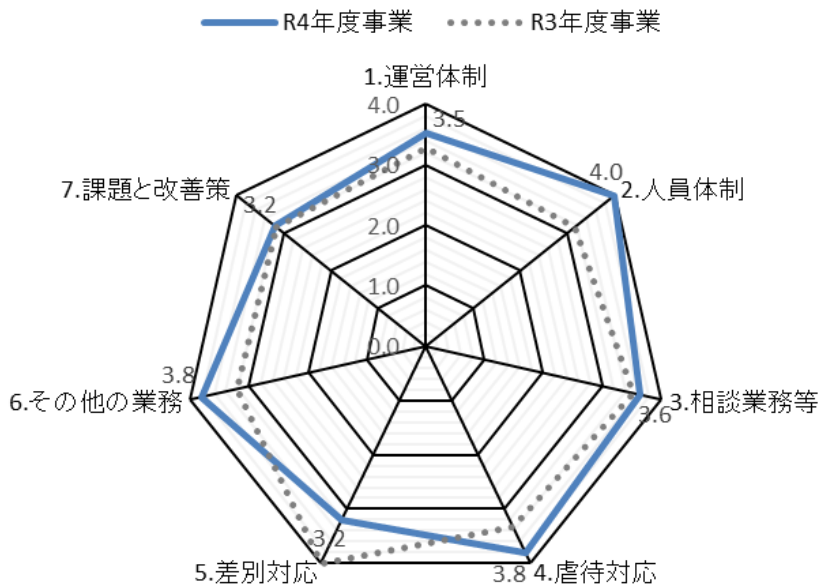 R4年度事業 R3年度事業
1.運営体制
4.0
3.5
4.0
3.0
7.課題と改善策
2.人員体制
3.2
2.0
1.0
0.0
3.8
6.その他の業務
3.相談業務等
3.6
3.2
5.差別対応
3.8
4.虐待対応